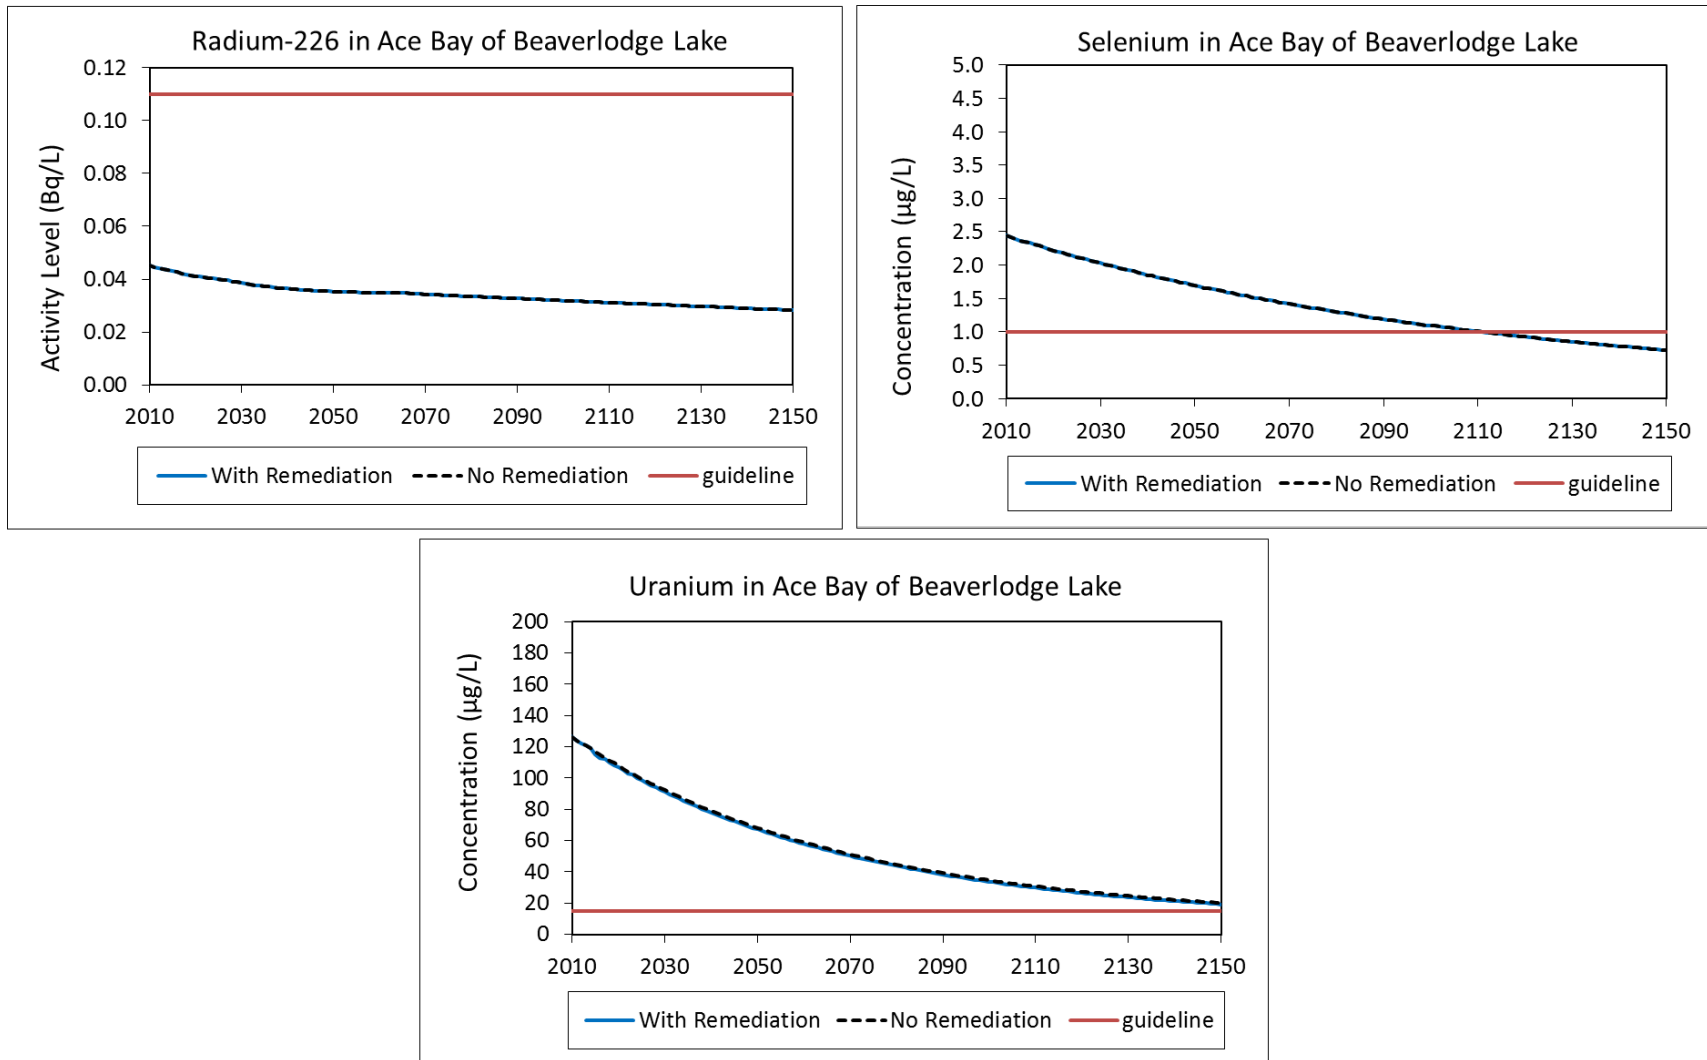 Radium-226 in Ace Bay of Beaverlodge Lake
Activity Level (Bq/L)
0.12
0.10
0.08
0.06
0.04
0.02
0.00
2010 2030 2050 2070 2090 2110 2130 2150
With Remediation No Remediation guideline
Selenium in Ace Bay of Beaverlodge Lake
Concentration (µg/L)
5.0
4.5
4.0
3.5
3.0
2.5
2.0
1.5
1.0
0.5
0.0
2010 2030 2050 2070 2090 2110 2130 2150
With Remediation No Remediation guideline
Uranium in Ace Bay of Beaverlodge Lake
Concentration (µg/L)
200
180
160
140
120
100
80
60
40
20
0
2010 2030 2050 2070 2090 2110 2130 2150
With Remediation No Remediation guideline